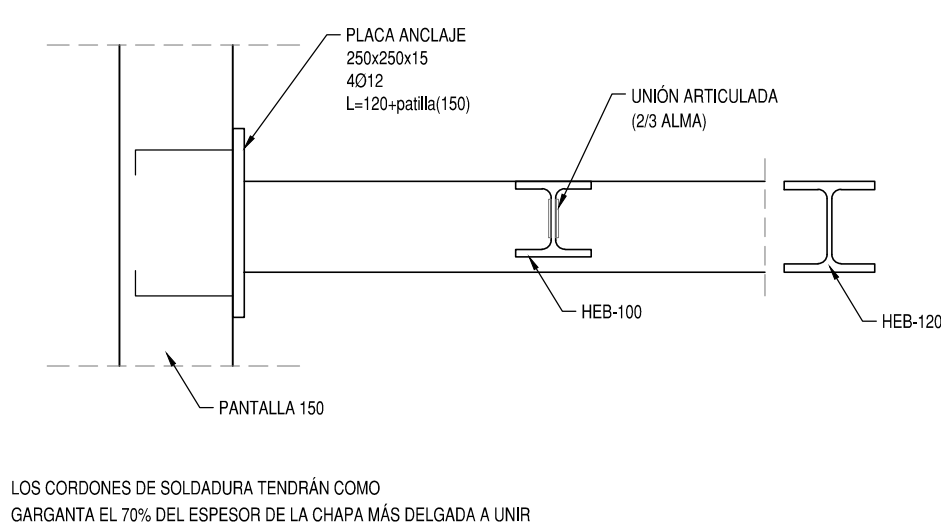 PLACA ANCLAJE
250x250x15
4Ø12
L=120+patilla(150)
UNIÓN ARTICULADA
(2/3 ALMA)
HEB-100
HEB-120
PANTALLA 150
LOS CORDONES DE SOLDADURA TENDRÁN COMO
GARGANTA EL 70% DEL ESPESOR DE LA CHAPA MÁS DELGADA A UNIR